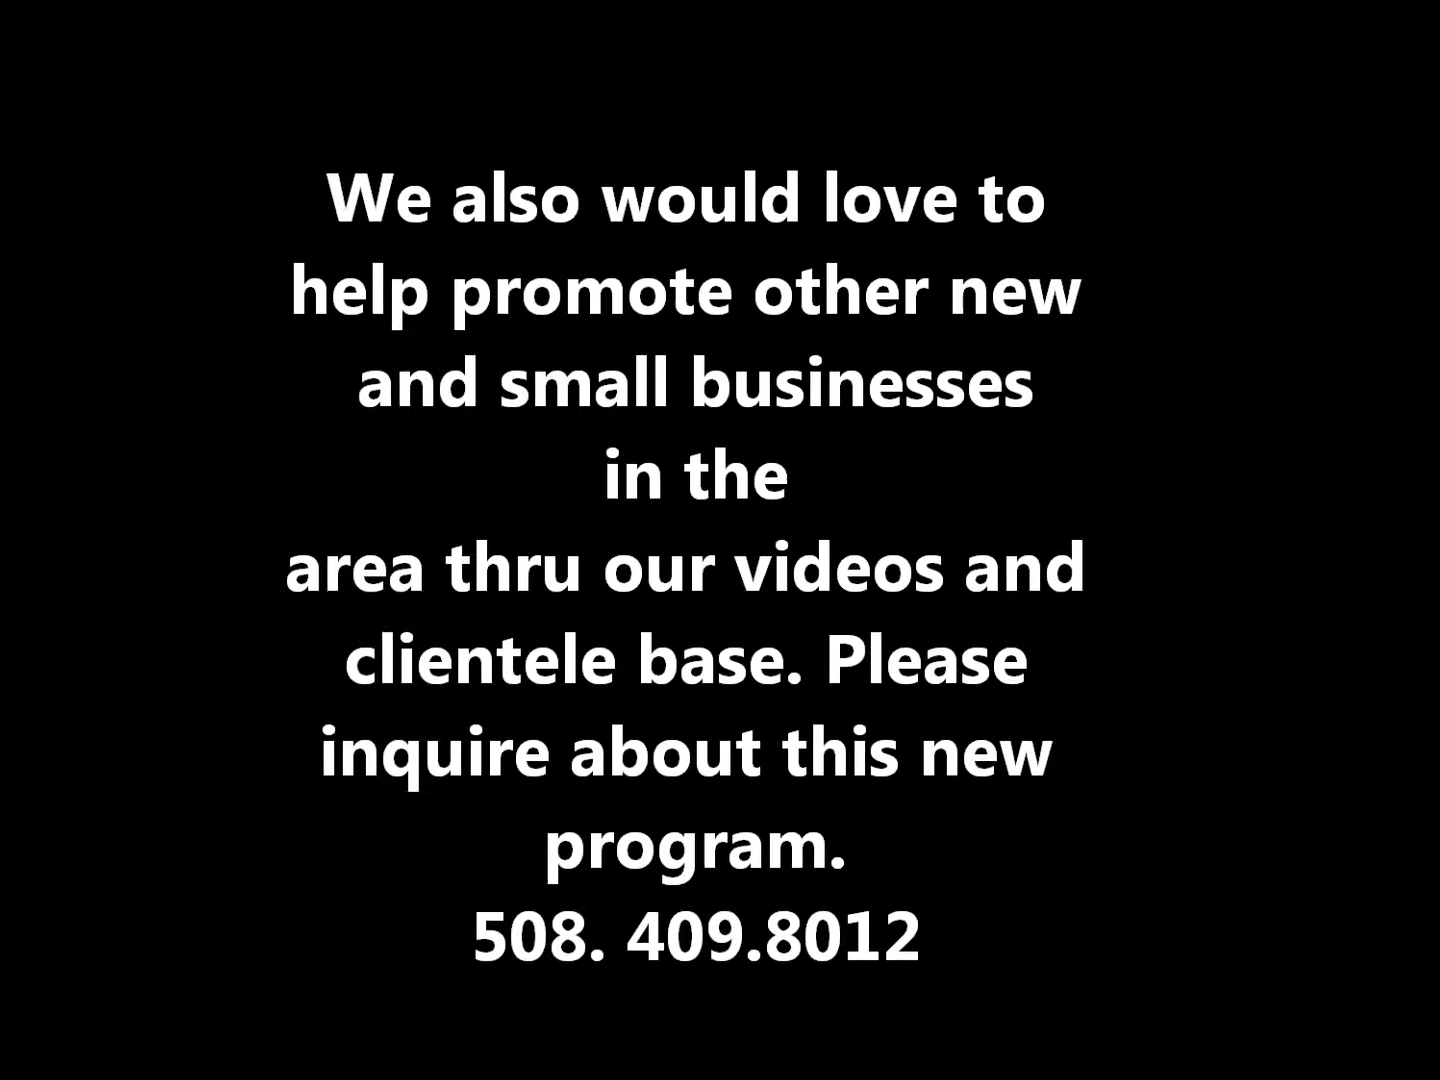 We also would love to
help promote other new
and small businesses
in the
area thru our videos and
clientele base. Please
inquire about this new
program.
508. 409.8012